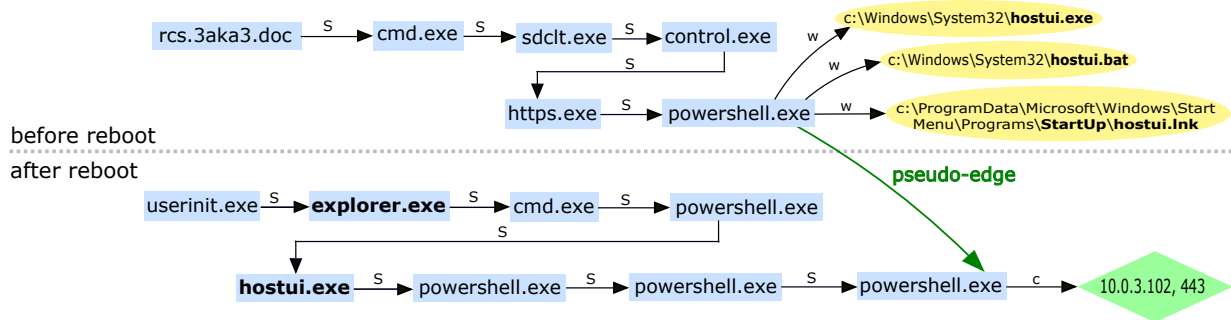 rcs.3aka3.doc
S
cmd.exe
S
sdclt.exe
S
control.exe
S
https.exe
S
powershell.exe
w
c:\Windows\System32\hostui.exe
w
c:\Windows\System32\hostui.bat
w
c:\ProgramData\Microsoft\Windows\Start
Menu\Programs\StartUp\hostui.lnk
before reboot
after reboot
pseudo-edge
userinit.exe
S
explorer.exe
S
cmd.exe
S
powershell.exe
S
hostui.exe
S
powershell.exe
S
powershell.exe
S
powershell.exe
c
10.0.3.102, 443